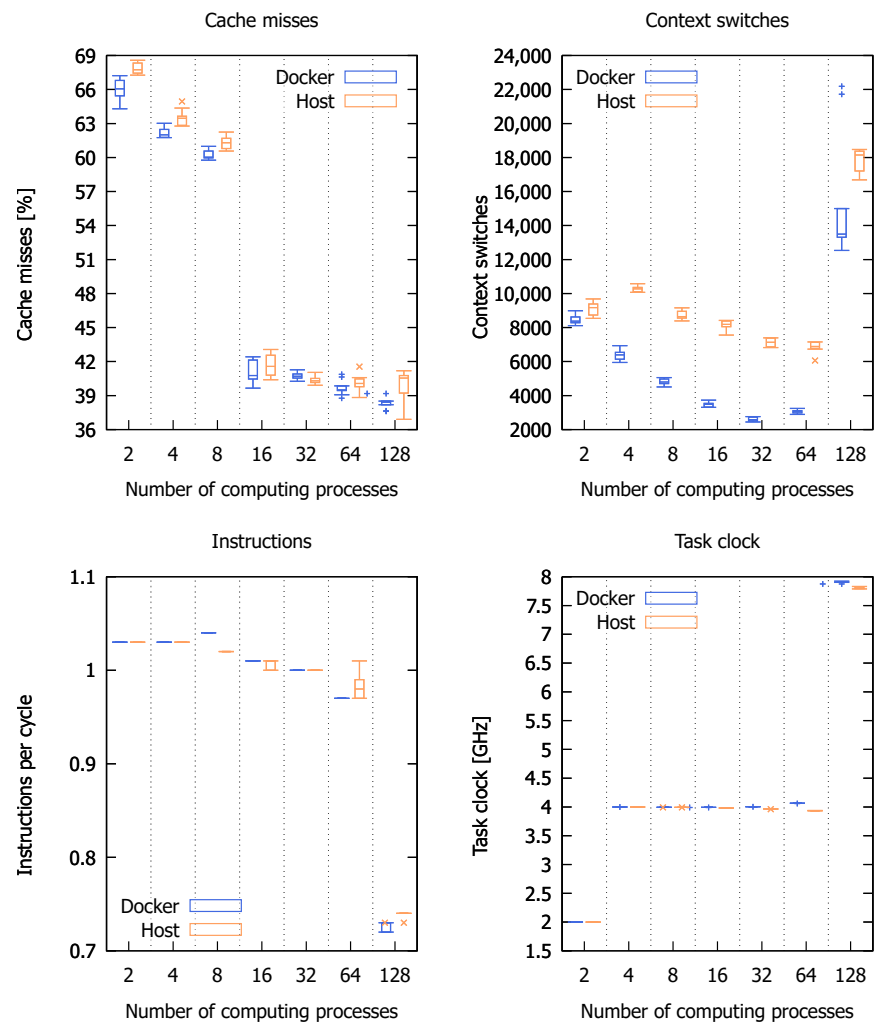 Cache misses
Cache misses [%]
69
66
63
60
57
54
51
48
45
42
39
36
Docker
Host
2 4 8 16 32 64 128
Number of computing processes
Context switches
Context switches
24,000
22,000
20,000
18,000
16,000
14,000
12,000
10,000
8000
6000
4000
2000
Docker
Host
2 4 8 16 32 64 128
Number of computing processes
Instructions
Instructions per cycle
1.1
1
0.9
0.8
0.7
Docker
Host
2 4 8 16 32 64 128
Number of computing processes
Task clock
Task clock [GHz]
8
7.5
7
6.5
6
5.5
5
4.5
4
3.5
3
2.5
2
1.5
Docker
Host
2 4 8 16 32 64 128
Number of computing processes